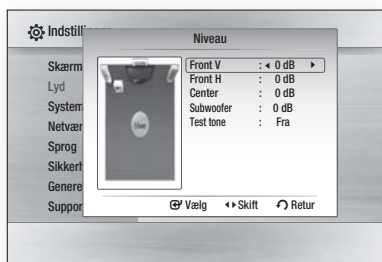 Indstilli
Niveau
Skærm
Lyd
System
Netvær
Sprog
Sikkerh
Genere
Suppor
Front V : ◄ 0 dB ►
Front H : 0 dB
Center : 0 dB
Subwoofer : 0 dB
Test tone : Fra
Vælg ◄► Skift Retur